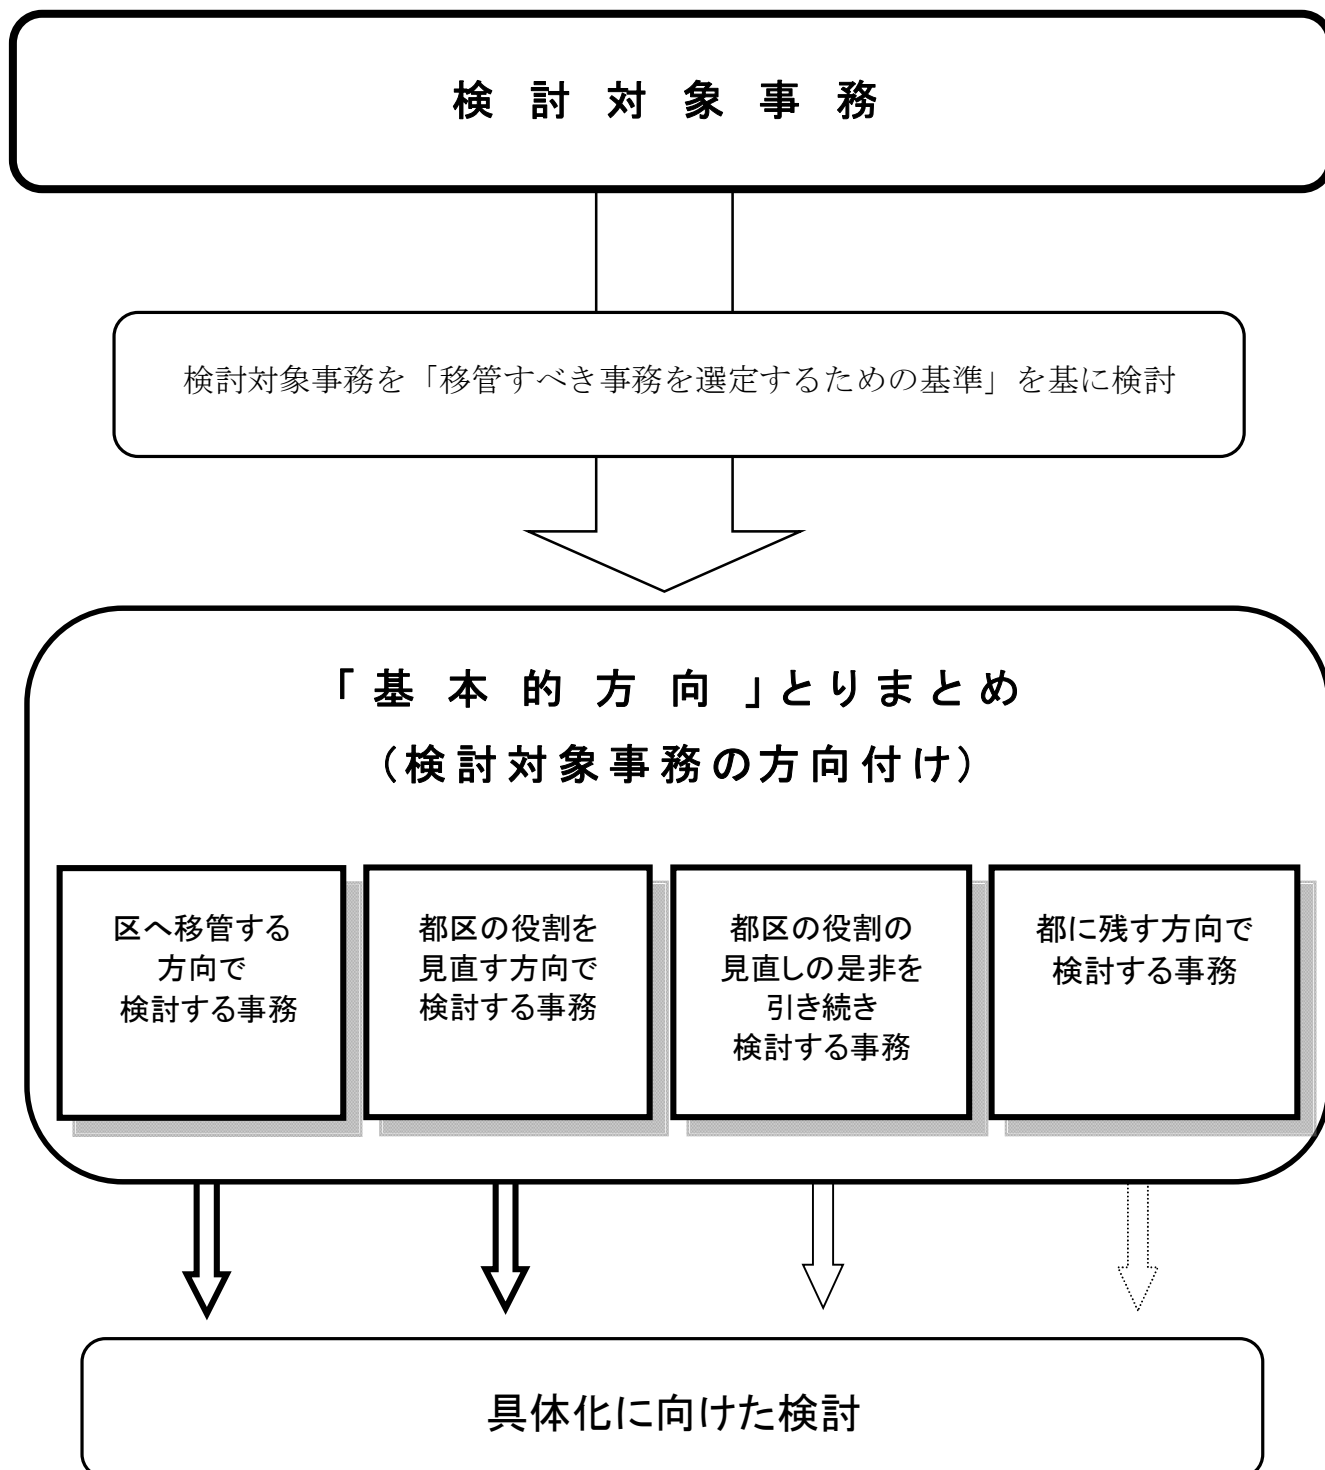 検討対象事務
検討対象事務を「移管すべき事務を選定するための基準」を基に検討
「基本的方向」とりまとめ
（検討対象事務の方向付け）
区へ移管する
方向で
検討する事務
都区の役割を
見直す方向で
検討する事務
都区の役割の
見直しの是非を
引き続き
検討する事務
都に残す方向で
検討する事務
具体化に向けた検討